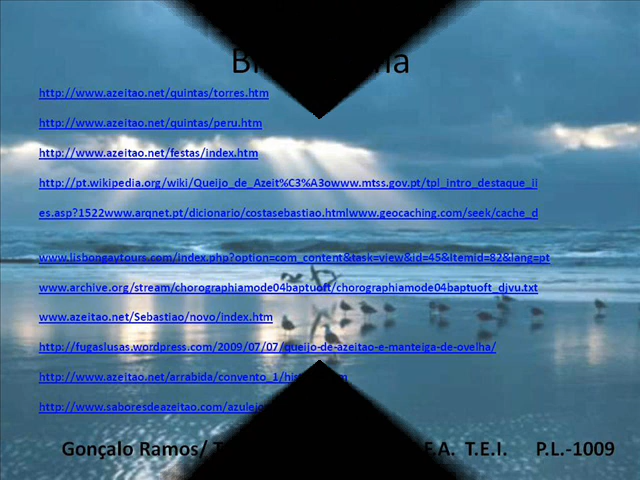 http://www.azeitao.net/quintas/torres.htm
http://www.azeitao.net/quintas/peru.htm
http://www.azeitao.net/festas/index.htm
http://pt.wikipedia.org/wiki/Queijo_de_Azeit%C3%A3owww.mtss.gov.pt/tpl_intro_destaque_ii
es.asp?1522www.arqnet.pt/dicionario/costasebastiao.htmlwww.geocaching.com/seek/cache_d
www.lisbongaytours.com/index.php?option=com_content&task=view&id=45&Itemid=82&lang=pt
www.archive.org/stream/chorographiamode04baptuoft/chorographiamode04baptuoft_djvu.txt
www.azeitao.net/Sebastiao/novo/index.htm
http://fugaslusas.wordpress.com/2009/07/07/queijo-de-azeitao-e-manteiga-de-ovelha/
http://www.azeitao.net/arrabida/convento_1/
http://www.saboresdeazeitao.com/
Gonçalo Ramos/ T.E.I. P.L.-1009